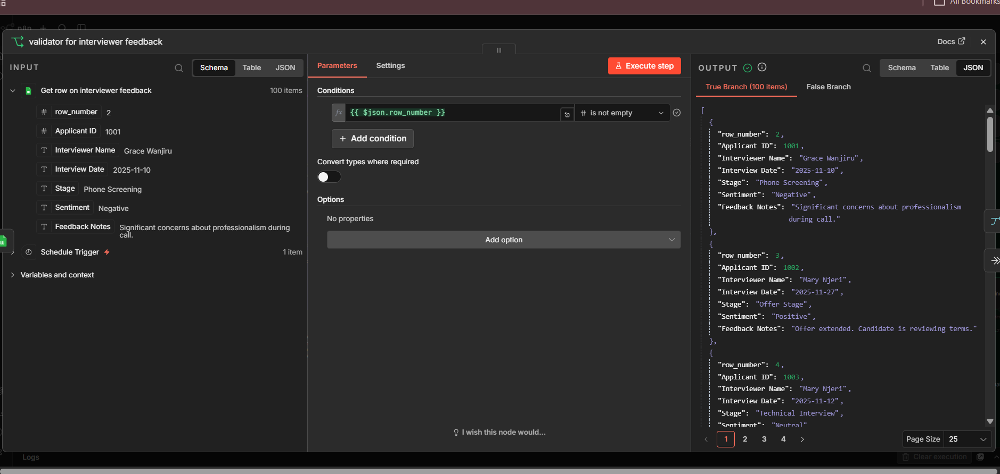 All Bookmarks
n8n
validator for interviewer feedback
Docs
INPUT
Schema
Table
JSON
Get row on interviewer feedback
100 items
# row_number 2
# Applicant ID 1001
T Interviewer Name Grace Wanjiru
T Interview Date 2025-11-10
T Stage Phone Screening
T Sentiment Negative
T Feedback Notes Significant concerns about professionalism during
call.
Schedule Trigger
1 item
Variables and context
Parameters
Settings
Execute step
Conditions
fx {{ $json.row_number }}
# is not empty
+ Add condition
Convert types where required
Options
No properties
Add option
I wish this node would...
OUTPUT
Schema
Table
JSON
True Branch (100 items)
False Branch
[
{
"row_number": 2,
"Applicant ID": 1001,
"Interviewer Name": "Grace Wanjiru",
"Interview Date": "2025-11-10",
"Stage": "Phone Screening",
"Sentiment": "Negative",
"Feedback Notes": "Significant concerns about professionalism
during call."
},
{
"row_number": 3,
"Applicant ID": 1002,
"Interviewer Name": "Mary Njeri",
"Interview Date": "2025-11-27",
"Stage": "Offer Stage",
"Sentiment": "Positive",
"Feedback Notes": "Offer extended. Candidate is reviewing terms."
},
{
"row_number": 4,
"Applicant ID": 1003,
"Interviewer Name": "Mary Njeri",
"Interview Date": "2025-11-12",
"Stage": "Technical Interview",
"Sentiment": "Neutral"
1
2
3
4
Page Size
25
Logs
Clear execution